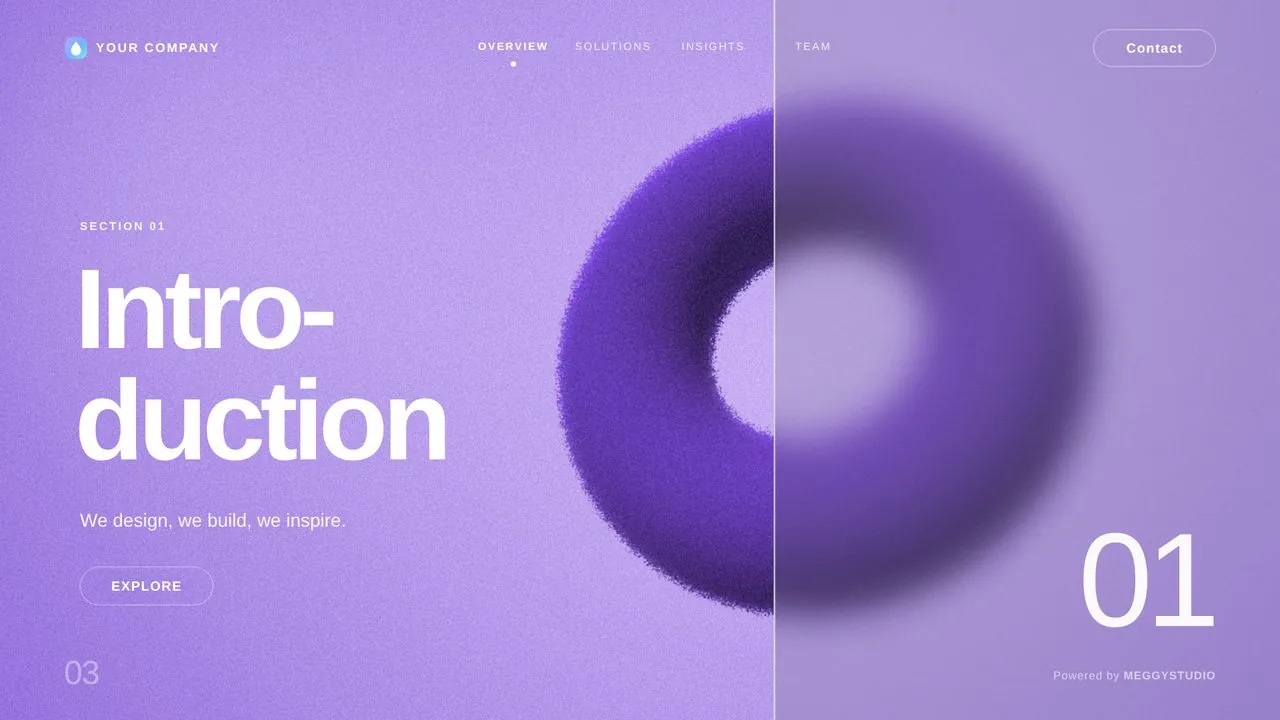 YOUR COMPANY
OVERVIEW SOLUTIONS INSIGHTS TEAM
Contact
SECTION 01
Intro-
duction
We design, we build, we inspire.
EXPLORE
01
03
Powered by MEGGYSTUDIO